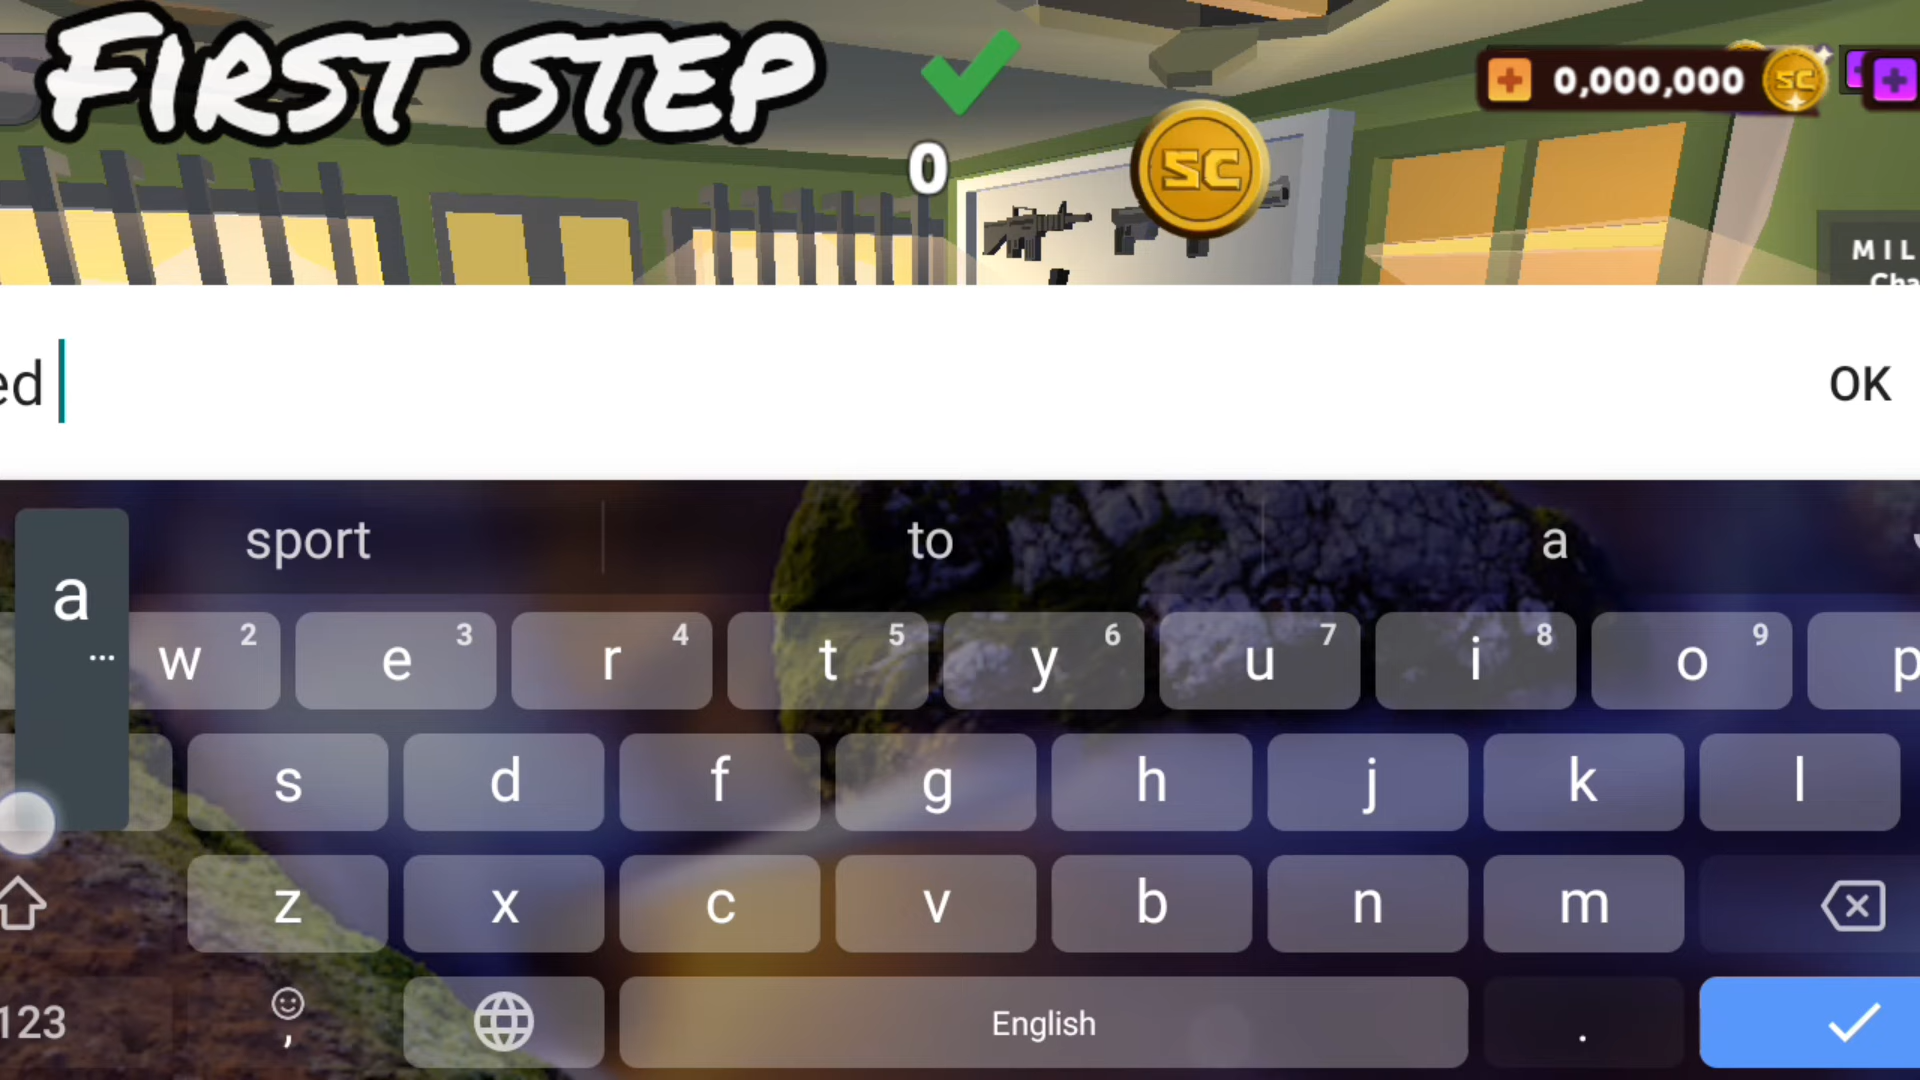 FIRST STEP
0,000,000
SC
0
SC
MIL
Cha
ed
OK
sport to a
a
...
w 2 e 3 r 4 t 5 y 6 u 7 i 8 o 9 p
s d f g h j k l
z x c v b n m
123 , English .